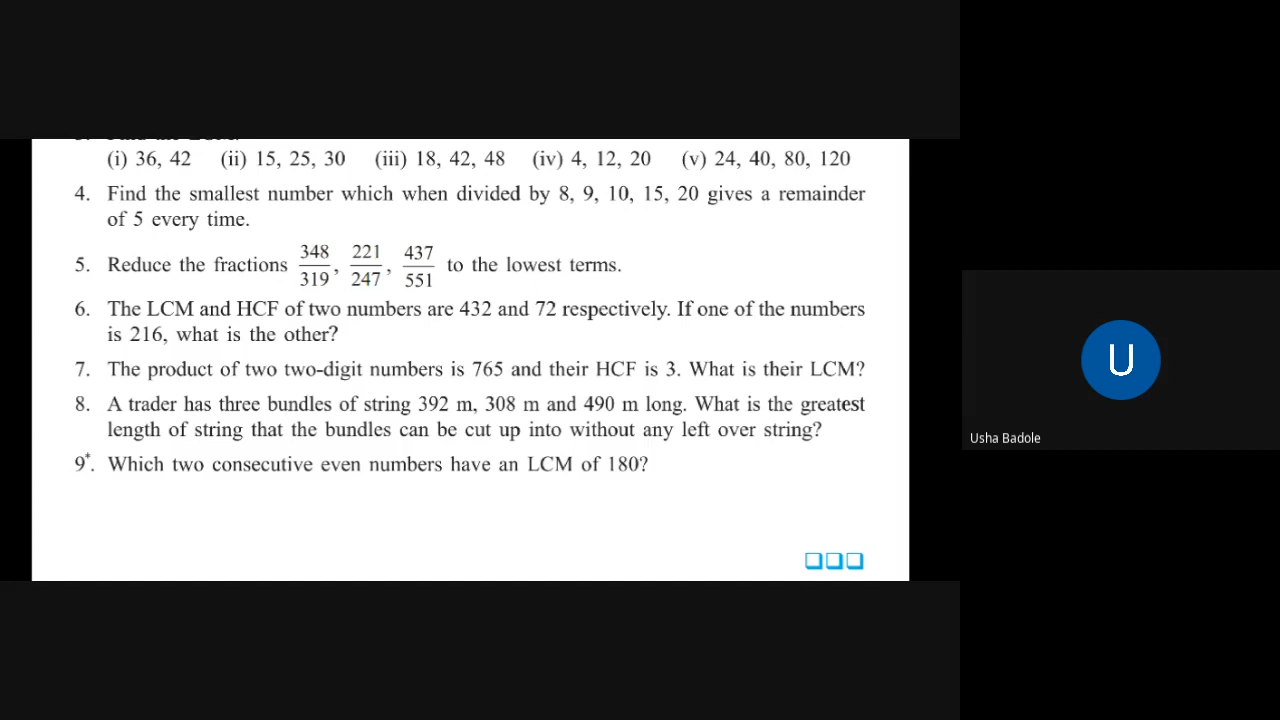 (i) 36, 42 (ii) 15, 25, 30 (iii) 18, 42, 48 (iv) 4, 12, 20 (v) 24, 40, 80, 120
4. Find the smallest number which when divided by 8, 9, 10, 15, 20 gives a remainder
of 5 every time.
5. Reduce the fractions 348/319, 221/247, 437/551 to the lowest terms.
6. The LCM and HCF of two numbers are 432 and 72 respectively. If one of the numbers
is 216, what is the other?
7. The product of two two-digit numbers is 765 and their HCF is 3. What is their LCM?
8. A trader has three bundles of string 392 m, 308 m and 490 m long. What is the greatest
length of string that the bundles can be cut up into without any left over string?
9*. Which two consecutive even numbers have an LCM of 180?
U
Usha Badole